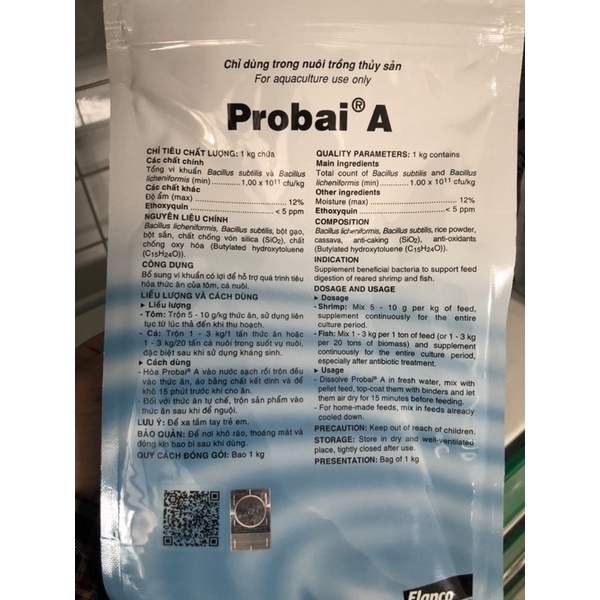 Chỉ dùng trong nuôi trồng thủy sản
For aquaculture use only
Probai® A
CHỈ TIÊU CHẤT LƯỢNG: 1 kg chứa
Các chất chính
Tổng vi khuẩn Bacillus subtilis và Bacillus
licheniformis (min) ............ 1,00 x 10¹¹ cfu/kg
Các chất khác
Độ ẩm (max) ............ 12%
Ethoxyquin ............ < 5 ppm
NGUYÊN LIỆU CHÍNH
Bacillus licheniformis, Bacillus subtilis, bột gạo,
bột sắn, chất chống vón silica (SiO₂), chất
chống oxy hóa (Butylated hydroxytoluene
(C₁₅H₂₄O)).
CÔNG DỤNG
Bổ sung vi khuẩn có lợi để hỗ trợ quá trình tiêu
hóa thức ăn của tôm, cá nuôi.
LIỀU LƯỢNG VÀ CÁCH DÙNG
▸ Liều lượng
- Tôm: Trộn 5 - 10 g/kg thức ăn, sử dụng liên
tục từ lúc thả đến khi thu hoạch.
- Cá: Trộn 1 - 3 kg/1 tấn thức ăn hoặc
1 - 3 kg/20 tấn cá nuôi trong suốt vụ nuôi,
đặc biệt sau khi sử dụng kháng sinh.
▸ Cách dùng
- Hòa Probai® A vào nước sạch rồi trộn đều
vào thức ăn, áo bằng chất kết dính và để
khô 15 phút trước khi cho ăn.
- Đối với thức ăn tự chế, trộn sản phẩm vào
thức ăn sau khi để nguội.
LƯU Ý: Để xa tầm tay trẻ em.
BẢO QUẢN: Để nơi khô ráo, thoáng mát và
đóng kín bao bì sau khi dùng.
QUY CÁCH ĐÓNG GÓI: Bao 1 kg
QUALITY PARAMETERS: 1 kg contains
Main ingredients
Total count of Bacillus subtilis and Bacillus
licheniformis (min) ............ 1.00 x 10¹¹ cfu/kg
Other ingredients
Moisture (max) ............ 12%
Ethoxyquin ............ < 5 ppm
COMPOSITION
Bacillus licheniformis, Bacillus subtilis, rice powder,
cassava, anti-caking (SiO₂), anti-oxidants
(Butylated hydroxytoluene (C₁₅H₂₄O)).
INDICATION
Supplement beneficial bacteria to support feed
digestion of reared shrimp and fish.
DOSAGE AND USAGE
▸ Dosage
- Shrimp: Mix 5 - 10 g per kg of feed,
supplement continuously for the entire
culture period.
- Fish: Mix 1 - 3 kg per 1 ton of feed (or 1 - 3 kg
per 20 tons of biomass) and supplement
continuously for the entire culture period,
especially after antibiotic treatment.
▸ Usage
- Dissolve Probai® A in fresh water, mix with
pellet feed, top-coat them with binders and let
them air dry for 15 minutes before feeding.
- For home-made feeds, mix in feeds already
cooled down.
PRECAUTION: Keep out of reach of children.
STORAGE: Store in dry and well-ventilated
place, tightly closed after use.
PRESENTATION: Bag of 1 kg
Elanco